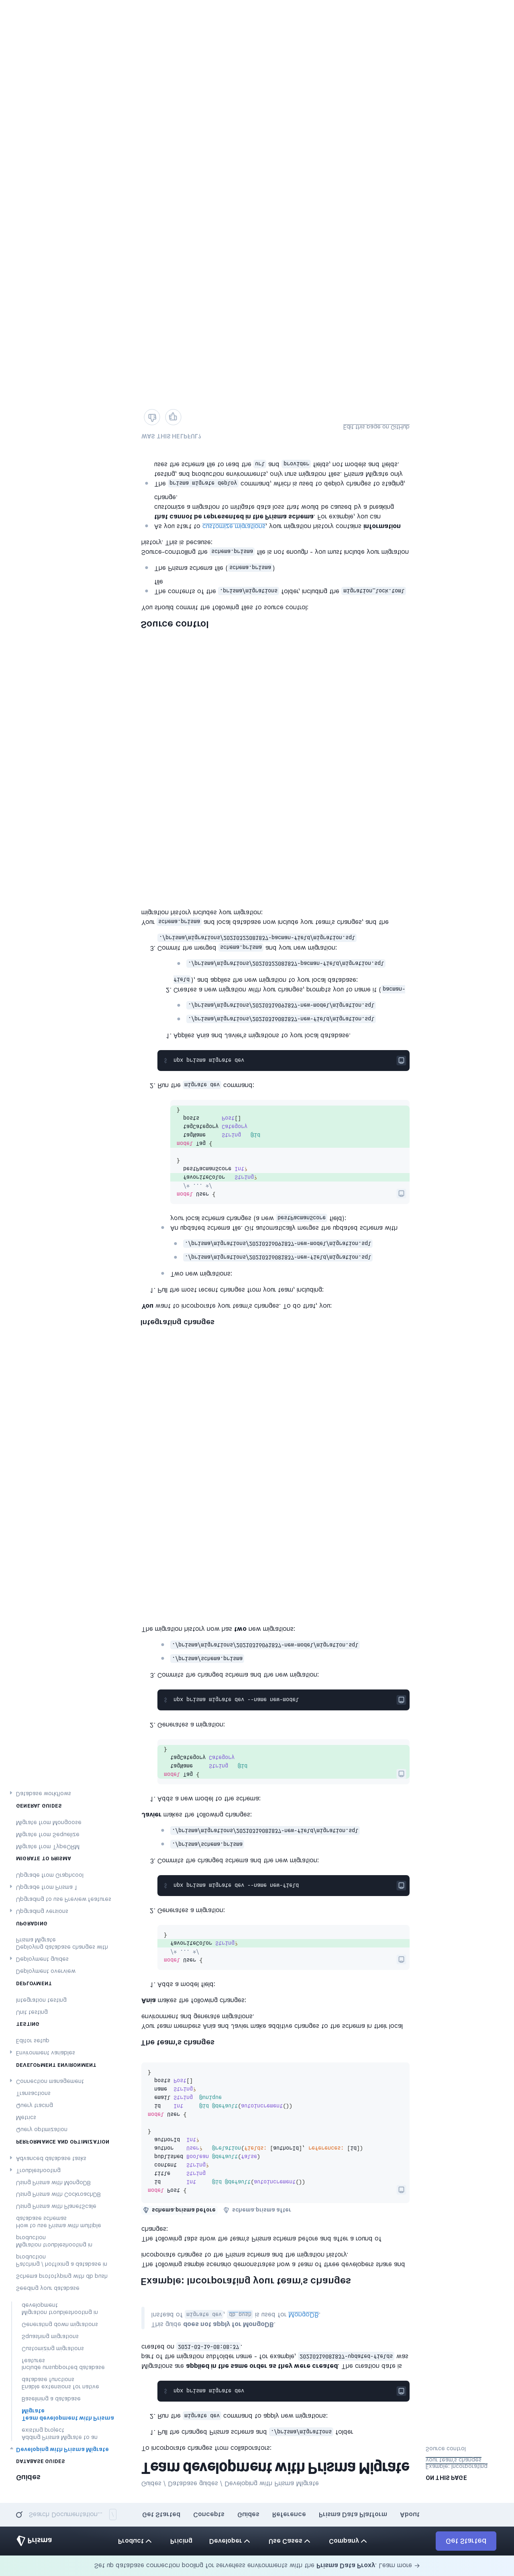 Set up database connection pooling for serverless environments with the Prisma Data Proxy. Learn more →
Prisma
Product
Pricing
Developer
Use Cases
Company
Get Started
Search Documentation...
/
Get Started
Concepts
Guides
Reference
Prisma Data Platform
About
Guides
DATABASE GUIDES
Developing with Prisma Migrate
Adding Prisma Migrate to an
existing project
Team development with Prisma
Migrate
Baselining a database
Enable extensions for native
database functions
Include unsupported database
features
Customizing migrations
Squashing migrations
Generating down migrations
Migration troubleshooting in
development
Seeding your database
Schema prototyping with db push
Patching / hotfixing a database in
production
Migration troubleshooting in
production
How to use Prisma with multiple
database schemas
Using Prisma with PlanetScale
Using Prisma with CockroachDB
Using Prisma with MongoDB
Troubleshooting
Advanced database tasks
PERFORMANCE AND OPTIMIZATION
Query optimization
Metrics
Query tracing
Transactions
Connection management
DEVELOPMENT ENVIRONMENT
Environment variables
Editor setup
TESTING
Unit testing
Integration testing
DEPLOYMENT
Deployment overview
Deployment guides
Deploying database changes with
Prisma Migrate
UPGRADING
Upgrading versions
Upgrading to use Preview features
Upgrade from Prisma 1
Upgrade from Graphcool
MIGRATE TO PRISMA
Migrate from TypeORM
Migrate from Sequelize
Migrate from Mongoose
GENERAL GUIDES
Database workflows
Guides / Database guides / Developing with Prisma Migrate
Team development with Prisma Migrate
To incorporate changes from collaborators:
1. Pull the changed Prisma schema and ./prisma/migrations folder
2. Run the migrate dev command to apply new migrations:
1 npx prisma migrate dev
Migrations are applied in the same order as they were created. The creation date is
part of the migration subfolder name - for example, 20210316081837-updated-fields was
created on 2021-03-16-08:08:37.
This guide does not apply for MongoDB.
Instead of migrate dev, db push is used for MongoDB.
Example: Incorporating your team's changes
The following sample scenario demonstrates how a team of three developers share and
incorporate changes to the Prisma schema and the migration history.
The following tabs show the team's Prisma schema before and after a round of
changes:
schema.prisma before
schema.prisma after
model Post {
id Int @id @default(autoincrement())
title String
content String?
published Boolean @default(false)
author User? @relation(fields: [authorId], references: [id])
authorId Int?
}
model User {
id Int @id @default(autoincrement())
email String @unique
name String?
posts Post[]
}
The team's changes
Your team members Ania and Javier make additive changes to the schema in their local
environment and generate migrations.
Ania makes the following changes:
1. Adds a model field:
model User {
/* ... */
favoriteColor String?
}
2. Generates a migration:
1 npx prisma migrate dev --name new-field
3. Commits the changed schema and the new migration:
./prisma/schema.prisma
./prisma/migrations/20210316081837-new-field/migration.sql
Javier makes the following changes:
1. Adds a new model to the schema:
model Tag {
tagName String @id
tagCategory Category
}
2. Generates a migration:
1 npx prisma migrate dev --name new-model
3. Commits the changed schema and the new migration:
./prisma/schema.prisma
./prisma/migrations/20210316091837-new-model/migration.sql
The migration history now has two new migrations:
Integrating changes
You want to incorporate your team's changes. To do that, you:
1. Pull the most recent changes from your team, including:
Two new migrations:
./prisma/migrations/20210316081837-new-field/migration.sql
./prisma/migrations/20210316091837-new-model/migration.sql
An updated schema file. Git automatically merges the updated schema with
your local schema changes (a new bestPacmanScore field):
model User {
/* ... */
favoriteColor String?
bestPacmanScore Int?
}
model Tag {
tagName String @id
tagCategory Category
posts Post[]
}
2. Run the migrate dev command:
1 npx prisma migrate dev
1. Applies Ania and Javier's migrations to your local database.
./prisma/migrations/20210316081837-new-field/migration.sql
./prisma/migrations/20210316091837-new-model/migration.sql
2. Creates a new migration with your changes, prompts you to name it (pacman-
field), and applies the new migration to your local database:
./prisma/migrations/20210322081837-pacman-field/migration.sql
3. Commit the merged schema.prisma and your new migration:
./prisma/migrations/20210322081837-pacman-field/migration.sql
Your schema.prisma and local database now include your team's changes, and the
migration history includes your migration:
Source control
You should commit the following files to source control:
The contents of the .prisma/migrations folder, including the migration_lock.toml
file
The Prisma schema file (schema.prisma)
Source-controlling the schema.prisma file is not enough - you must include your migration
history. This is because:
As you start to customize migrations, your migration history contains information
that cannot be represented in the Prisma schema. For example, you can
customize a migration to mitigate data loss that would be caused by a breaking
change.
The prisma migrate deploy command, which is used to deploy changes to staging,
testing, and production environments, only runs migration files. Prisma Migrate only
uses the schema file to read the url and provider fields, not models and fields.
WAS THIS HELPFUL?
Edit this page on GitHub
ON THIS PAGE
Example: Incorporating
your team's changes
Source control